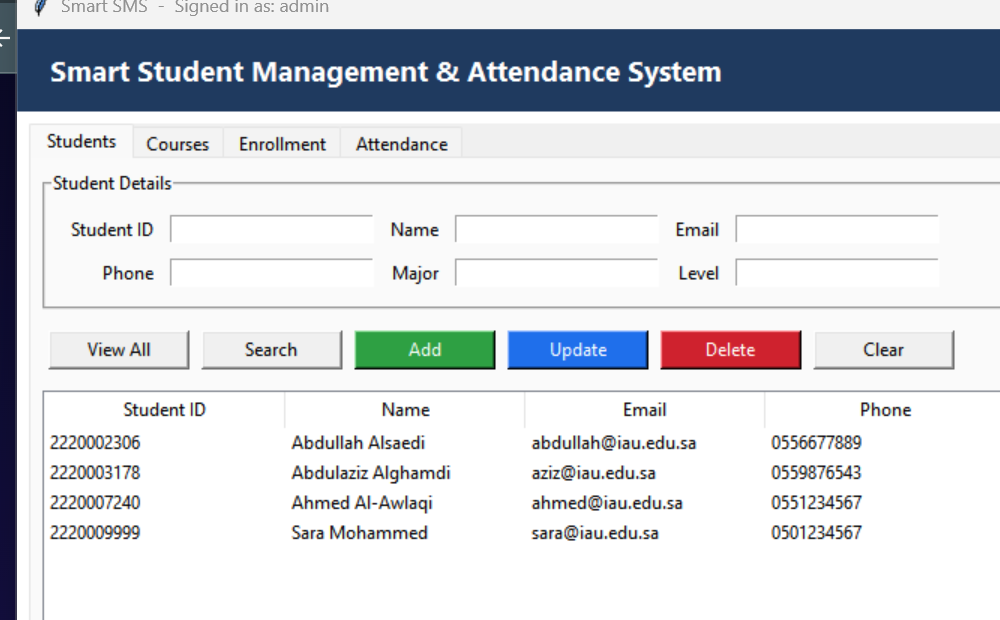 Smart SMS - Signed in as: admin
Smart Student Management & Attendance System
Students Courses Enrollment Attendance
Student Details
Student ID Name Email
Phone Major Level
View All Search Add Update Delete Clear
Student ID Name Email Phone
2220002306 Abdullah Alsaedi abdullah@iau.edu.sa 0556677889
2220003178 Abdulaziz Alghamdi aziz@iau.edu.sa 0559876543
2220007240 Ahmed Al-Awlaqi ahmed@iau.edu.sa 0551234567
2220009999 Sara Mohammed sara@iau.edu.sa 0501234567